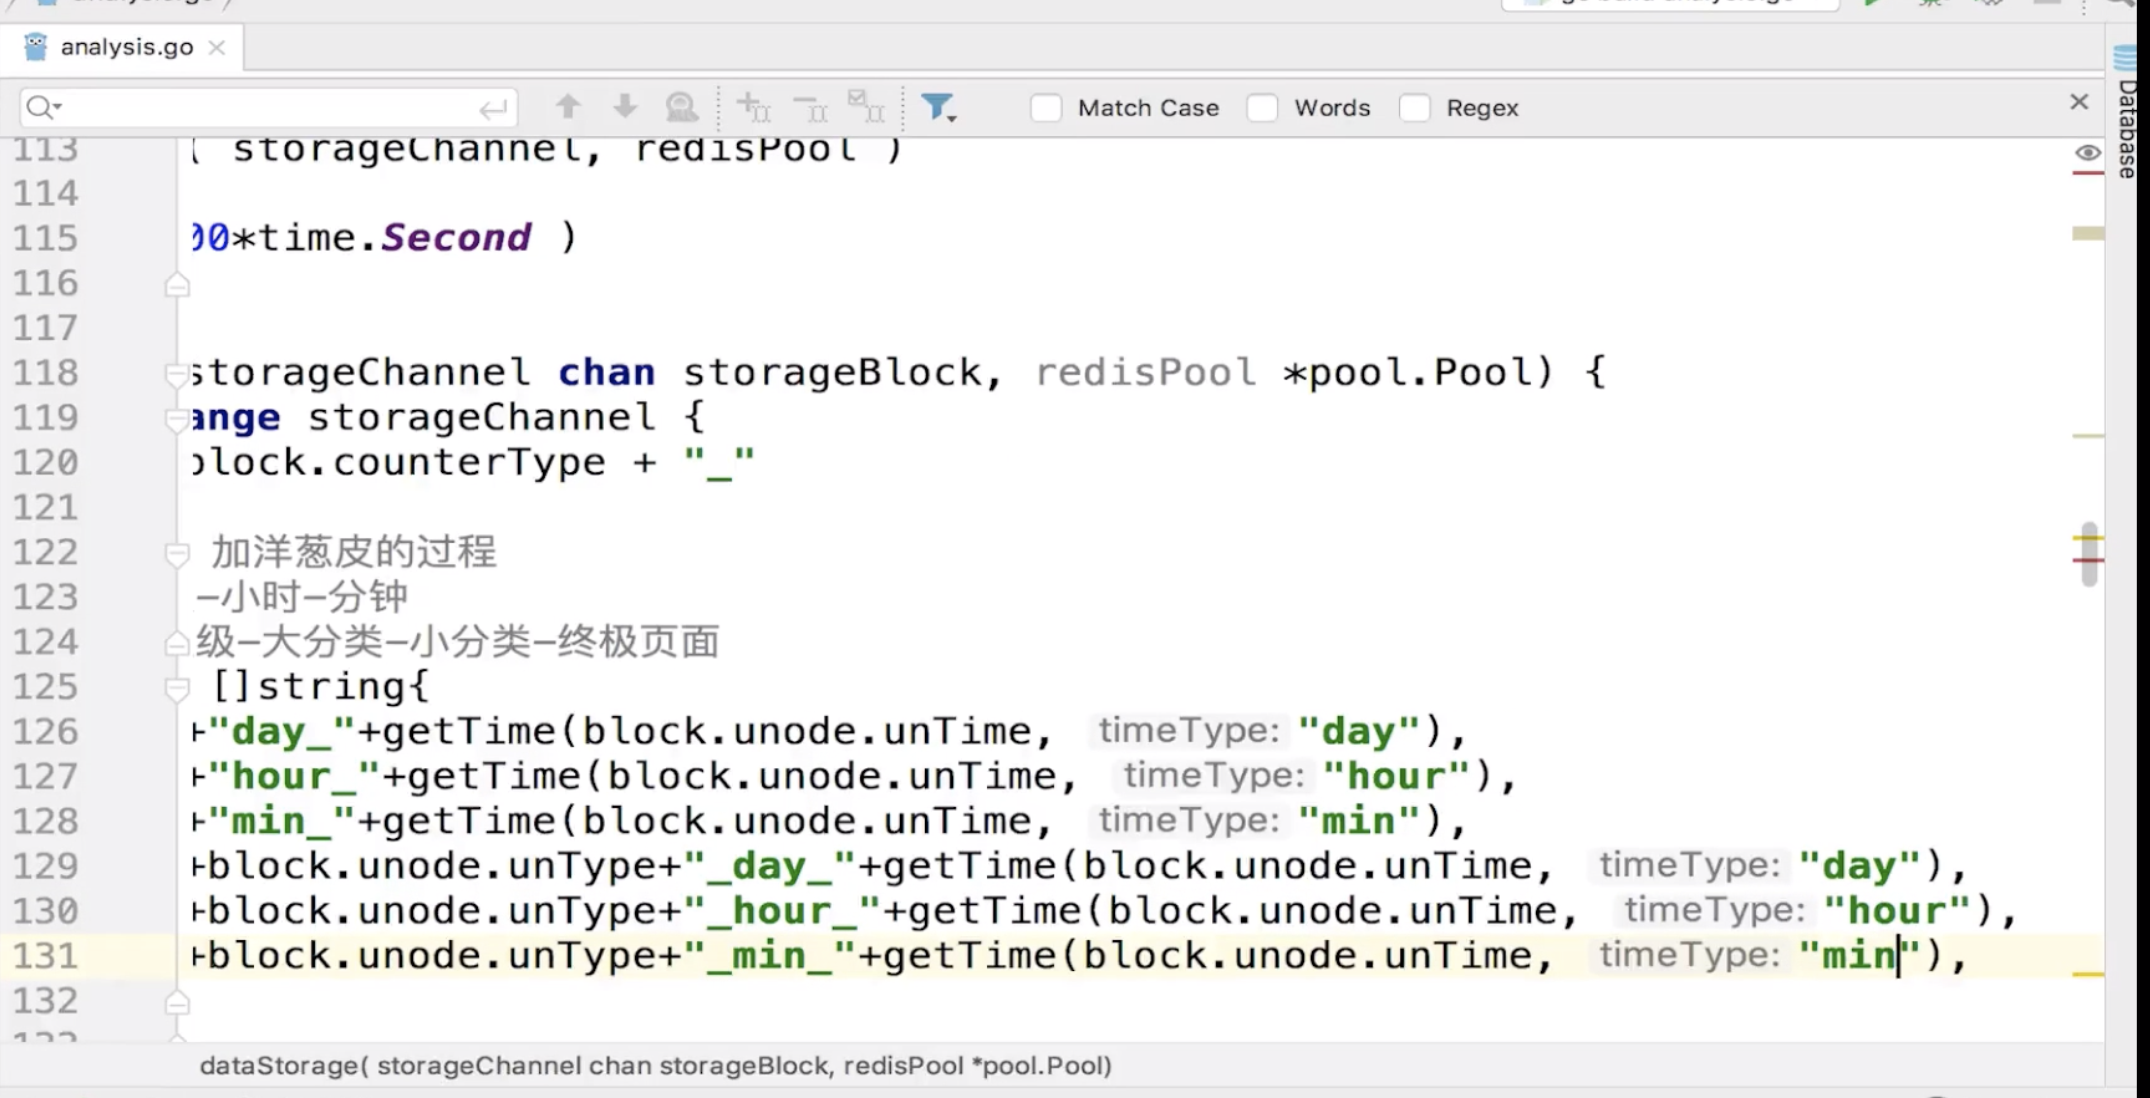 analysis.go
Match Case Words Regex
Database
113 ( storageChannel, redisPool )
114
115 00*time.Second )
116
117
118 storageChannel chan storageBlock, redisPool *pool.Pool) {
119 ange storageChannel {
120 block.counterType + "_"
121
122 加洋葱皮的过程
123 -小时-分钟
124 级-大分类-小分类-终极页面
125 []string{
126 +"day_"+getTime(block.unode.unTime, timeType: "day"),
127 +"hour_"+getTime(block.unode.unTime, timeType: "hour"),
128 +"min_"+getTime(block.unode.unTime, timeType: "min"),
129 +block.unode.unType+"_day_"+getTime(block.unode.unTime, timeType: "day"),
130 +block.unode.unType+"_hour_"+getTime(block.unode.unTime, timeType: "hour"),
131 +block.unode.unType+"_min_"+getTime(block.unode.unTime, timeType: "min"),
132
dataStorage( storageChannel chan storageBlock, redisPool *pool.Pool)